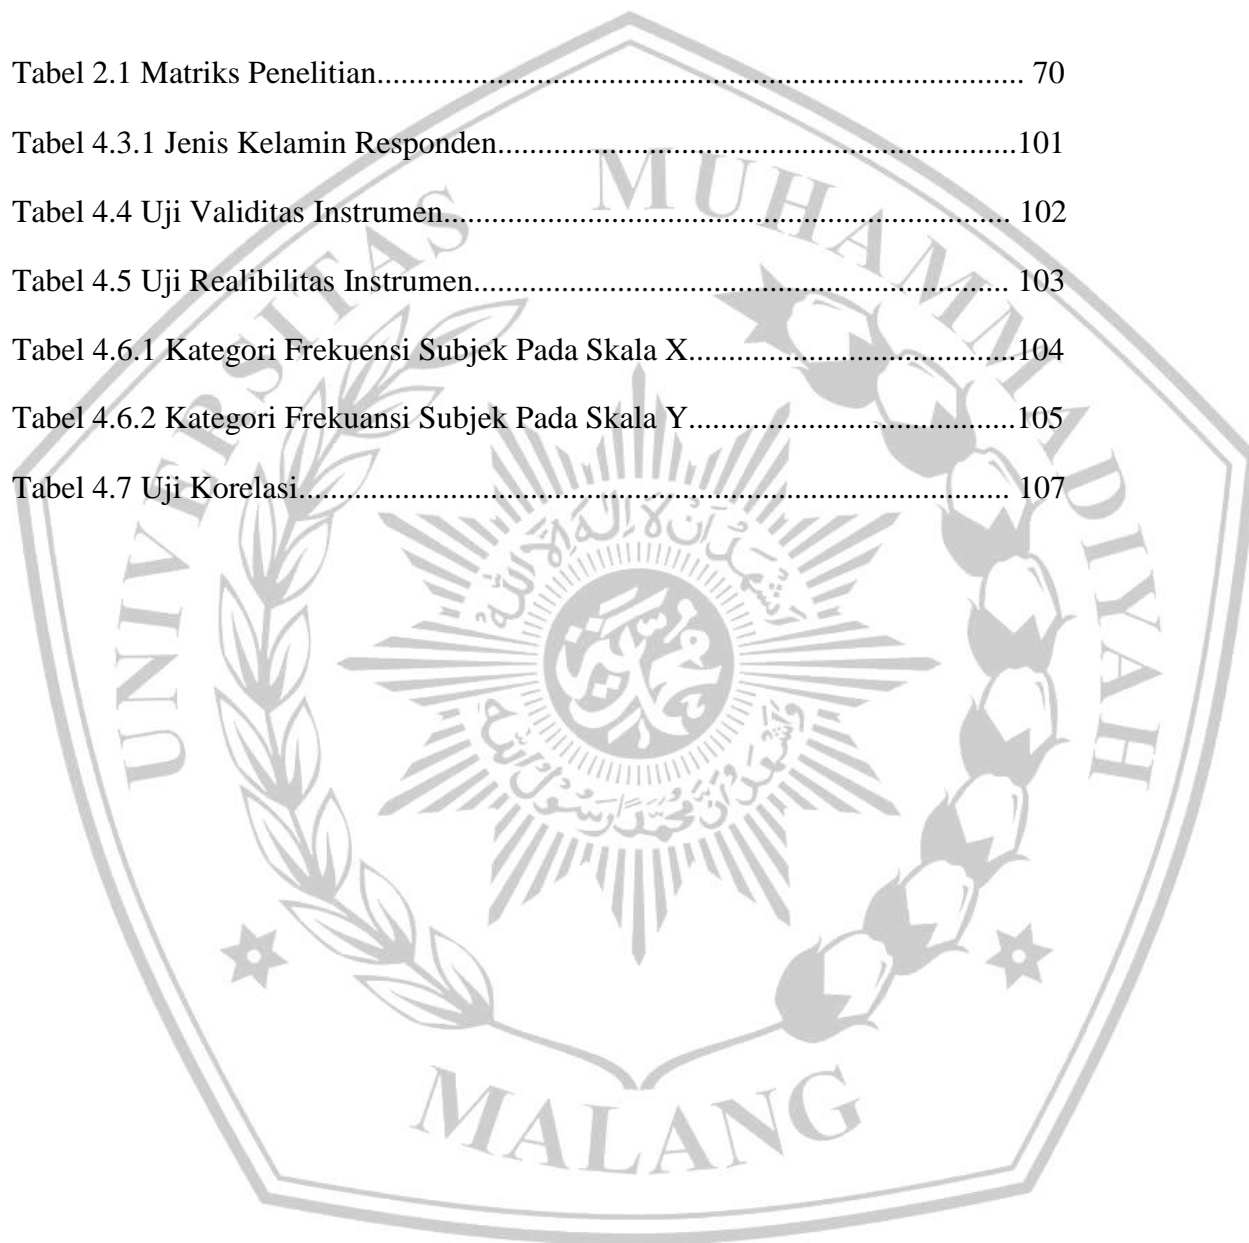 Tabel 2.1 Matriks Penelitian................................................................................. 70
Tabel 4.3.1 Jenis Kelamin Responden.................................................................101
Tabel 4.4 Uji Validitas Instrumen....................................................................... 102
Tabel 4.5 Uji Realibilitas Instrumen................................................................... 103
Tabel 4.6.1 Kategori Frekuensi Subjek Pada Skala X.........................................104
Tabel 4.6.2 Kategori Frekuansi Subjek Pada Skala Y.........................................105
Tabel 4.7 Uji Korelasi......................................................................................... 107
UNIVERSITAS MUHAMMADIYAH
MALANG